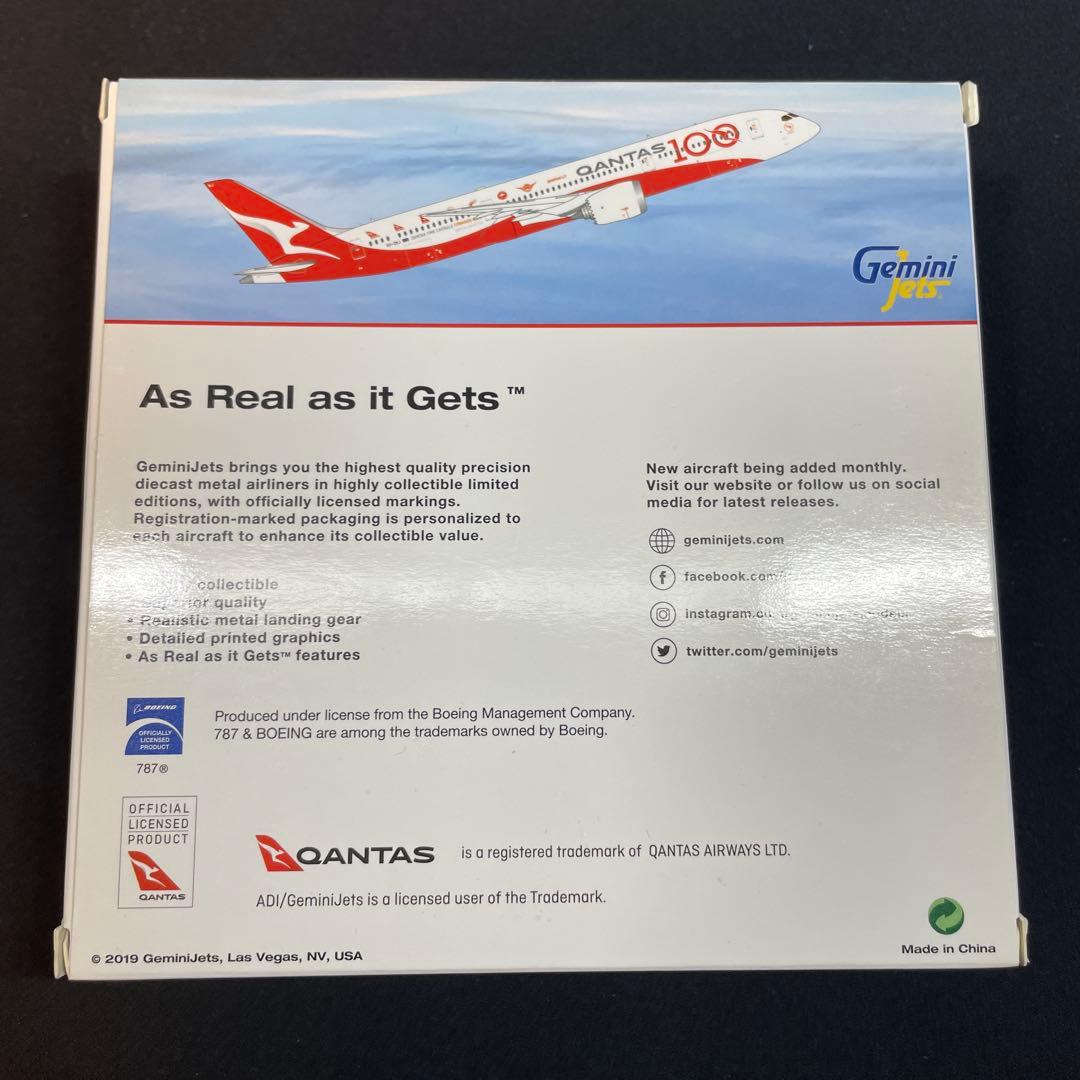 QANTAS 100
Gemini
Jets
As Real as it Gets™
GeminiJets brings you the highest quality precision
diecast metal airliners in highly collectible limited
editions, with officially licensed markings.
Registration-marked packaging is personalized to
each aircraft to enhance its collectible value.
collectible
quality
• Realistic metal landing gear
• Detailed printed graphics
• As Real as it Gets™ features
New aircraft being added monthly.
Visit our website or follow us on social
media for latest releases.
geminijets.com
facebook.com/
twitter.com/geminijets
BOEING
OFFICIALLY
LICENSED
PRODUCT
787®
Produced under license from the Boeing Management Company.
787 & BOEING are among the trademarks owned by Boeing.
OFFICIAL
LICENSED
PRODUCT
QANTAS
QANTAS is a registered trademark of QANTAS AIRWAYS LTD.
ADI/GeminiJets is a licensed user of the Trademark.
© 2019 GeminiJets, Las Vegas, NV, USA
Made in China